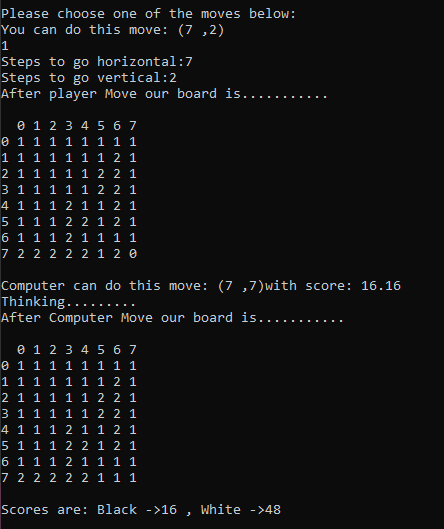 Please choose one of the moves below:
You can do this move: (7 ,2)
1
Steps to go horizontal:7
Steps to go vertical:2
After player Move our board is...........
0 1 2 3 4 5 6 7
0 1 1 1 1 1 1 1 1
1 1 1 1 1 1 1 2 1
2 1 1 1 1 1 2 2 1
3 1 1 1 1 1 2 2 1
4 1 1 1 2 1 1 2 1
5 1 1 1 2 2 1 2 1
6 1 1 1 2 1 1 1 1
7 2 2 2 2 2 1 2 0
Computer can do this move: (7 ,7)with score: 16.16
Thinking.........
After Computer Move our board is...........
0 1 2 3 4 5 6 7
0 1 1 1 1 1 1 1 1
1 1 1 1 1 1 1 2 1
2 1 1 1 1 1 2 2 1
3 1 1 1 1 1 2 2 1
4 1 1 1 2 1 1 2 1
5 1 1 1 2 2 1 2 1
6 1 1 1 2 1 1 1 1
7 2 2 2 2 2 1 1 1
Scores are: Black ->16 , White ->48